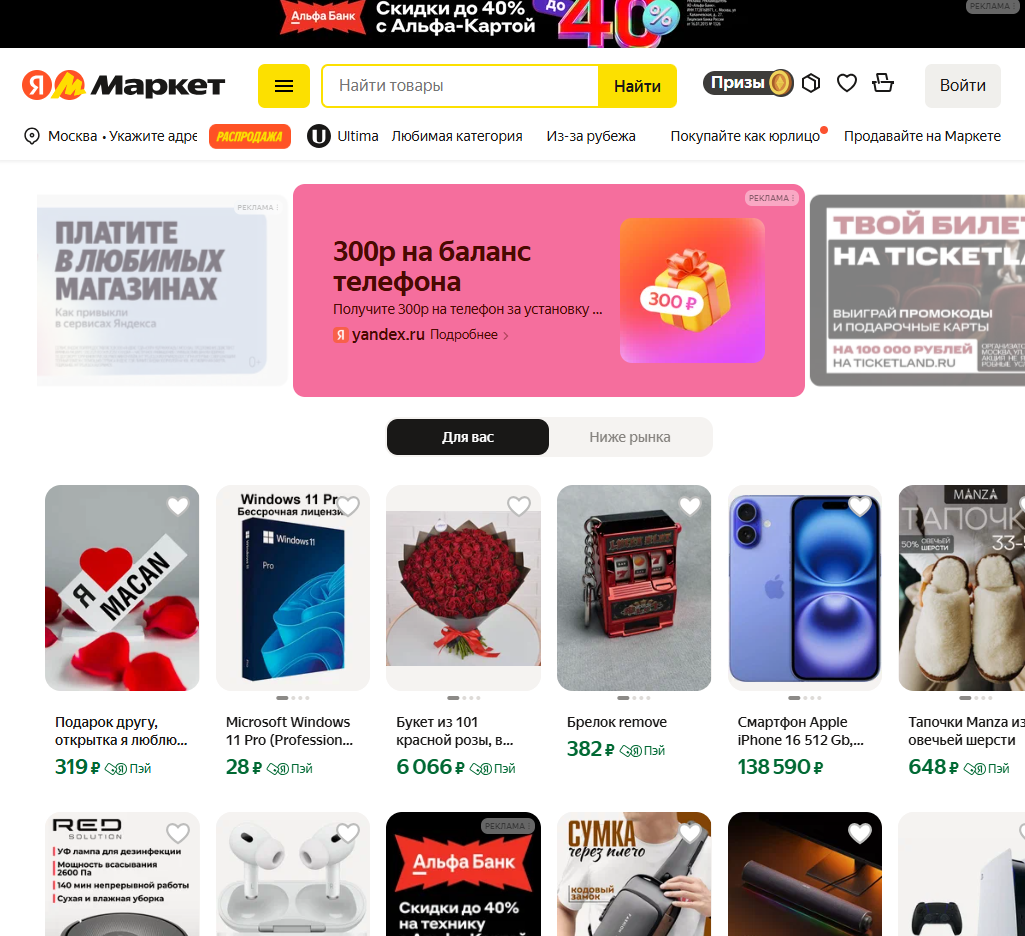 Альфа Банк
Скидки до 40%
с Альфа-Картой
до
40
%
РЕКЛАМА
Я М Маркет
Найти товары
Найти
Призы
Войти
Москва • Укажите адре
РАСПРОДАЖА
U Ultima
Любимая категория
Из-за рубежа
Покупайте как юрлицо
Продавайте на Маркете
РЕКЛАМА
ПЛАТИТЕ
В ЛЮБИМЫХ
МАГАЗИНАХ
Как привыкли
в сервисах Яндекса
0+
РЕКЛАМА
300р на баланс
телефона
Получите 300р на телефон за установку ...
Я yandex.ru Подробнее
300 ₽
ТВОЙ БИЛЕТ
НА TICKETLA
ВЫИГРАЙ ПРОМОКОДЫ
И ПОДАРОЧНЫЕ КАРТЫ
НА 100 000 РУБЛЕЙ
НА TICKETLAND.RU
Для вас
Ниже рынка
Я
MACAN
Windows 11 Pr
Бессрочная лицензи
Windows 11
Pro
MANZA
ТАПОЧК
50% ОВЕЧЬЕЙ
ШЕРСТИ
33-5
Подарок другу,
открытка я люблю...
319 ₽ Пэй
Microsoft Windows
11 Pro (Profession...
28 ₽ Пэй
Букет из 101
красной розы, в...
6 066 ₽ Пэй
Брелок remove
382 ₽ Пэй
Смартфон Apple
iPhone 16 512 Gb,...
138 590 ₽
Тапочки Manza из
овечьей шерсти
648 ₽ Пэй
RED
SOLUTION
УФ лампа для дезинфекции
Мощность всасывания
2600 Па
140 мин непрерывной работы
Сухая и влажная уборка
РЕКЛАМА
Альфа Банк
Скидки до 40%
на технику
с Альфа-Картой
СУМКА
через плечо
КОДОВЫЙ
ЗАМОК